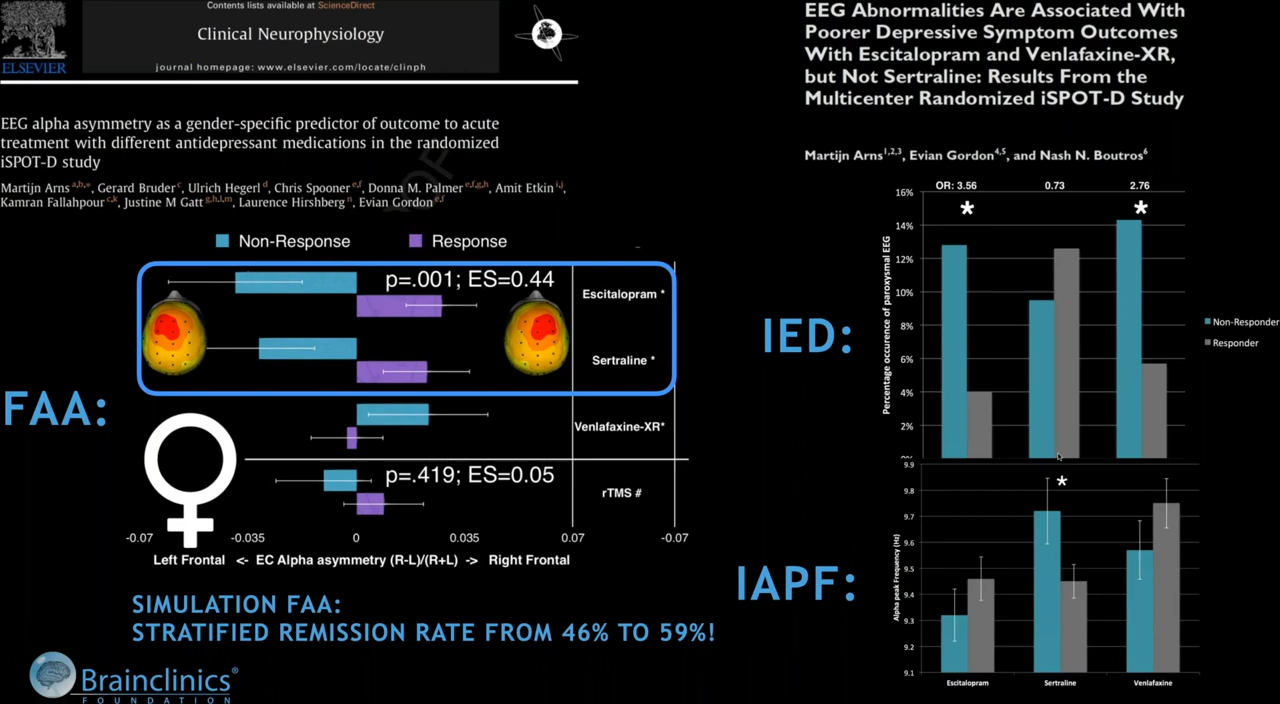 Contents lists available at ScienceDirect
Clinical Neurophysiology
journal homepage: www.elsevier.com/locate/clinph
ELSEVIER
EEG alpha asymmetry as a gender-specific predictor of outcome to acute
treatment with different antidepressant medications in the randomized
iSPOT-D study
Martijn Arns a,b,*, Gerard Bruder c, Ulrich Hegerl d, Chris Spooner e,f, Donna M. Palmer e,f,g,h, Amit Etkin i,j,
Kamran Fallahpour c,k, Justine M Gatt g,h,l,m, Laurence Hirshberg n, Evian Gordon e,f
Non-Response
Response
p=.001; ES=0.44
Escitalopram *
Sertraline *
FAA:
Venlafaxine-XR*
p=.419; ES=0.05
rTMS #
-0.07
-0.035
0
0.035
0.07
-0.07
Left Frontal <- EC Alpha asymmetry (R-L)/(R+L) -> Right Frontal
SIMULATION FAA:
STRATIFIED REMISSION RATE FROM 46% TO 59%!
Brainclinics®
FOUNDATION
EEG Abnormalities Are Associated With
Poorer Depressive Symptom Outcomes
With Escitalopram and Venlafaxine-XR,
but Not Sertraline: Results From the
Multicenter Randomized iSPOT-D Study
Martijn Arns1,2,3, Evian Gordon4,5, and Nash N. Boutros6
OR: 3.56
0.73
2.76
*
*
16%
14%
12%
10%
8%
6%
4%
2%
Percentage occurence of paroxysmal EEG
IED:
Non-Responder
Responder
IAPF:
*
9.9
9.8
9.7
9.6
9.5
9.4
9.3
9.2
9.1
Alpha peak Frequency (Hz)
Escitalopram
Sertraline
Venlafaxine